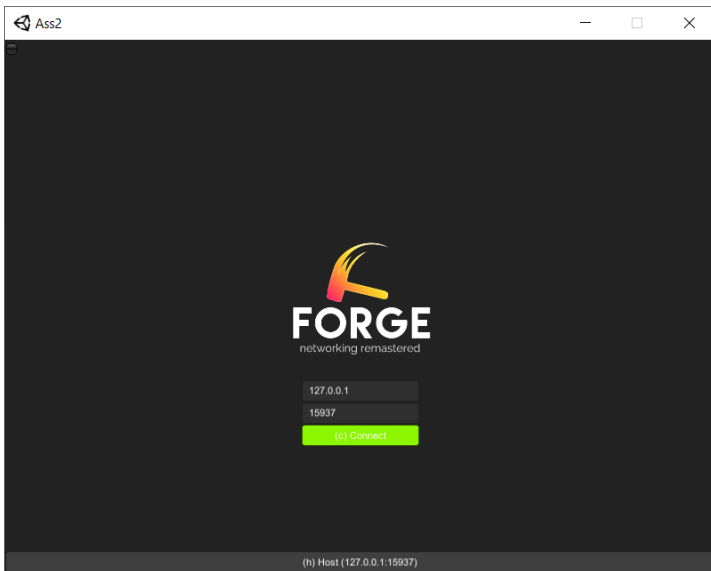 Ass2
FORGE
networking remastered
127.0.0.1
15937
(c) Connect
(h) Host (127.0.0.1:15937)